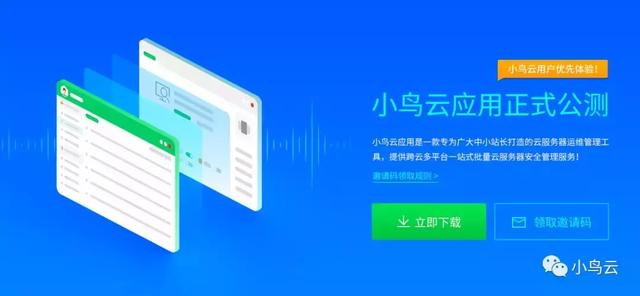 小鸟云用户优先体验！
小鸟云应用正式公测
小鸟云应用是一款专为广大中小站长打造的云服务器运维管理工
具，提供跨云多平台一站式批量云服务器安全管理服务！
邀请码领取规则 >
立即下载
领取邀请码
小鸟云